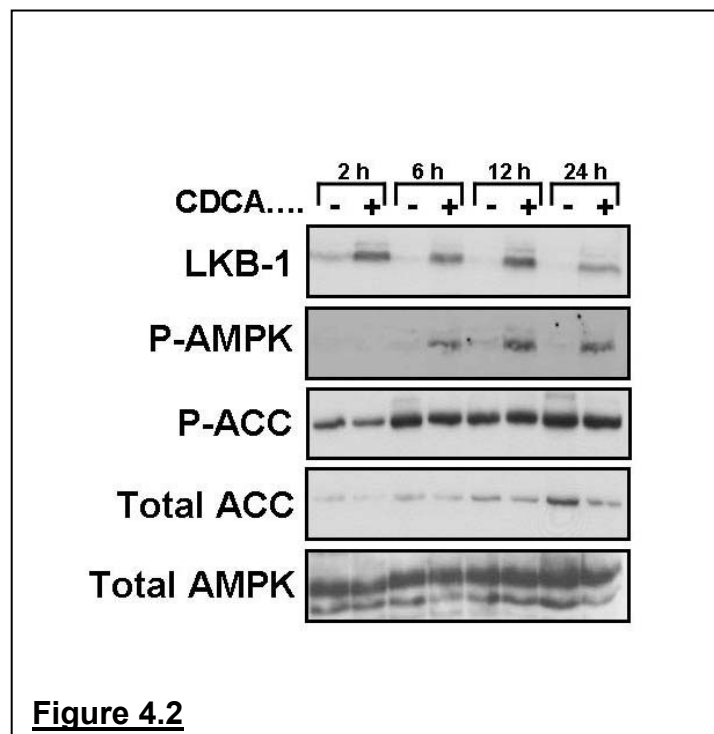 2 h 6 h 12 h 24 h
CDCA.... - + - + - + - +
LKB-1
P-AMPK
P-ACC
Total ACC
Total AMPK
Figure 4.2